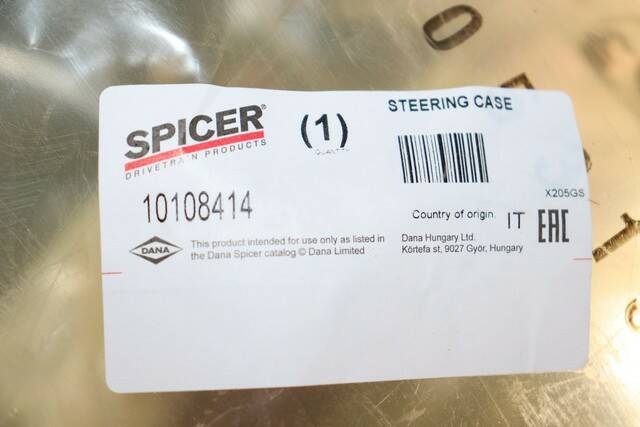 SPICER®
DRIVETRAIN PRODUCTS
(1)
QUANTITY
STEERING CASE
X205GS
10108414
Country of origin. IT
EAC
DANA
This product intended for use only as listed in
the Dana Spicer catalog © Dana Limited
Dana Hungary Ltd.
Körtefa st, 9027 Győr, Hungary